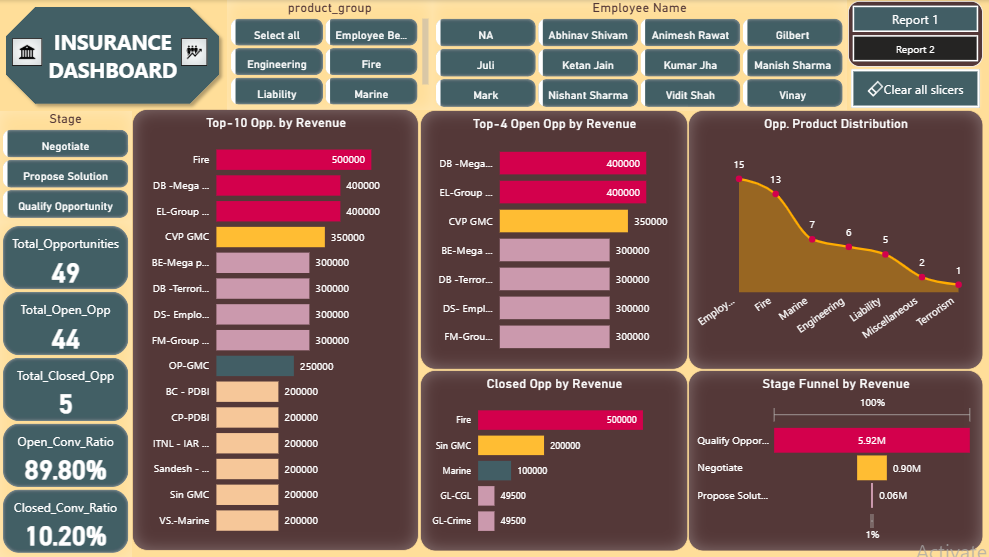 INSURANCE
DASHBOARD
product_group
Select all
Employee Be...
Engineering
Fire
Liability
Marine
Employee Name
NA
Abhinav Shivam
Animesh Rawat
Gilbert
Juli
Ketan Jain
Kumar Jha
Manish Sharma
Mark
Nishant Sharma
Vidit Shah
Vinay
Report 1
Report 2
Clear all slicers
Stage
Negotiate
Propose Solution
Qualify Opportunity
Total_Opportunities
49
Total_Open_Opp
44
Total_Closed_Opp
5
Open_Conv_Ratio
89.80%
Closed_Conv_Ratio
10.20%
Top-10 Opp. by Revenue
Fire 500000
DB -Mega ... 400000
EL-Group ... 400000
CVP GMC 350000
BE-Mega p... 300000
DB -Terrori... 300000
DS- Emplo... 300000
FM-Group ... 300000
OP-GMC 250000
BC - PDBI 200000
CP-PDBI 200000
ITNL - IAR ... 200000
Sandesh - ... 200000
Sin GMC 200000
VS.-Marine 200000
Top-4 Open Opp by Revenue
DB -Mega... 400000
EL-Group ... 400000
CVP GMC 350000
BE-Mega ... 300000
DB -Terror... 300000
DS- Empl... 300000
FM-Grou... 300000
Opp. Product Distribution
15
13
7
6
5
2
1
Employ...
Fire
Marine
Engineering
Liability
Miscellaneous
Terrorism
Closed Opp by Revenue
Fire 500000
Sin GMC 200000
Marine 100000
GL-CGL 49500
GL-Crime 49500
Stage Funnel by Revenue
100%
Qualify Oppor... 5.92M
Negotiate 0.90M
Propose Solut... 0.06M
1%
Activate